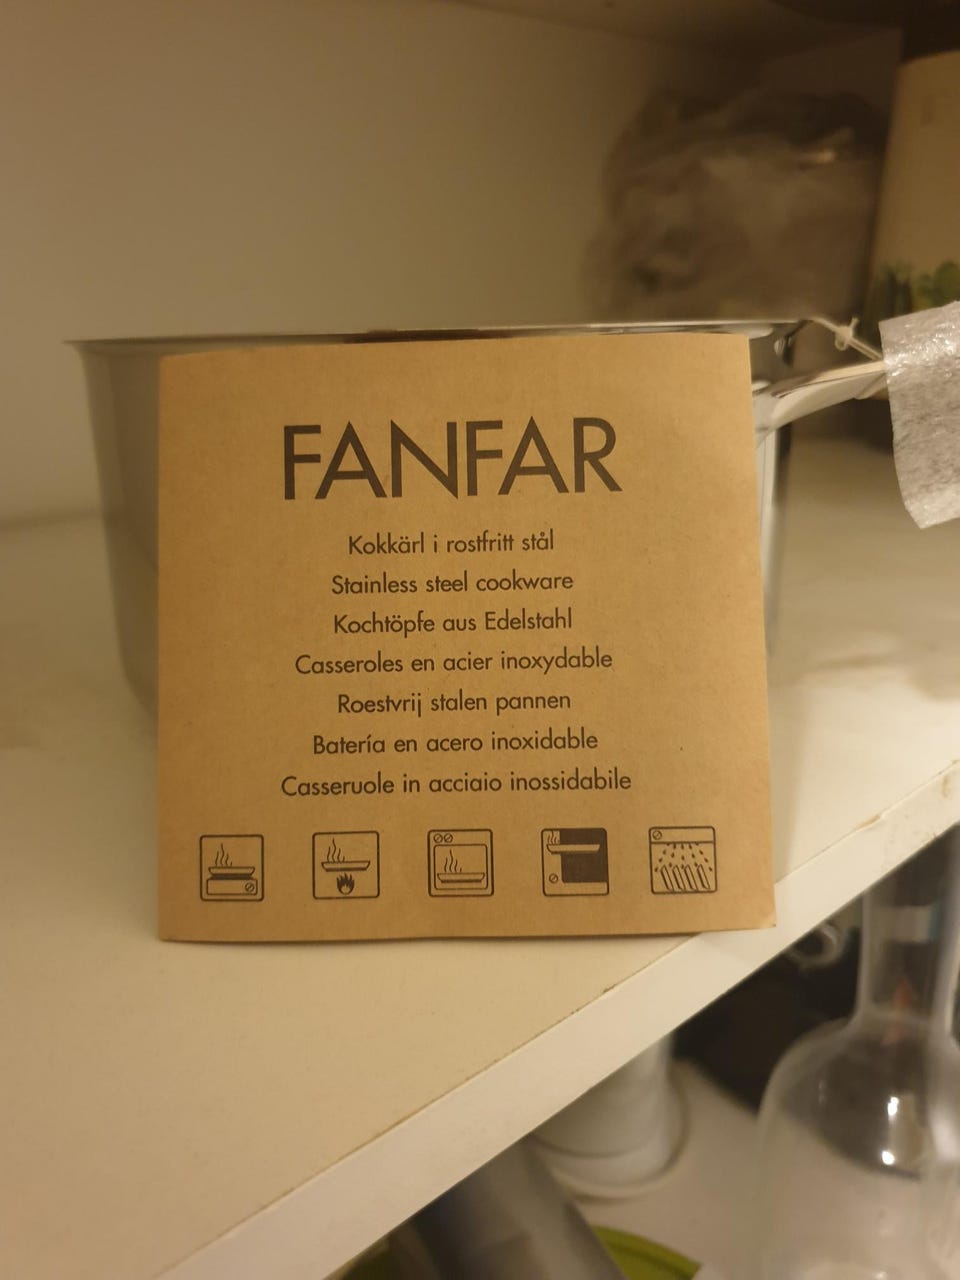 FANFAR
Kokkärl i rostfritt stål
Stainless steel cookware
Kochtöpfe aus Edelstahl
Casseroles en acier inoxydable
Roestvrij stalen pannen
Batería en acero inoxidable
Casseruole in acciaio inossidabile